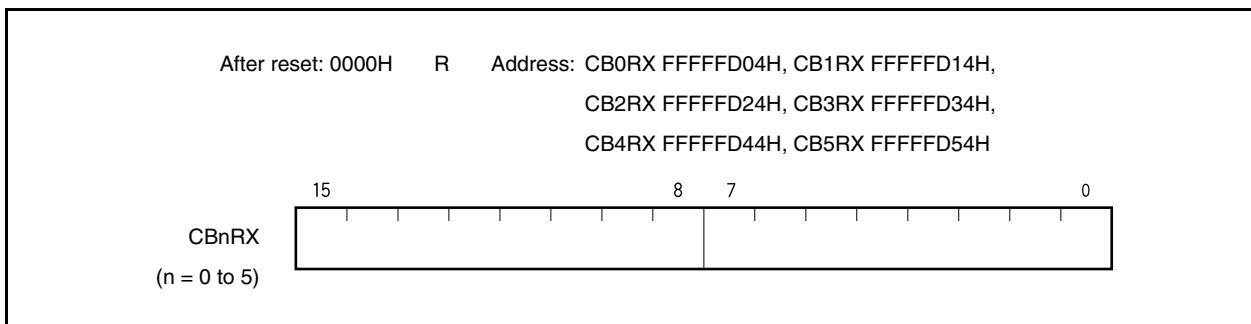 After reset: 0000H R Address: CB0RX FFFFFD04H, CB1RX FFFFFD14H,
CB2RX FFFFFD24H, CB3RX FFFFFD34H,
CB4RX FFFFFD44H, CB5RX FFFFFD54H
15 8 7 0
CBnRX
(n = 0 to 5)